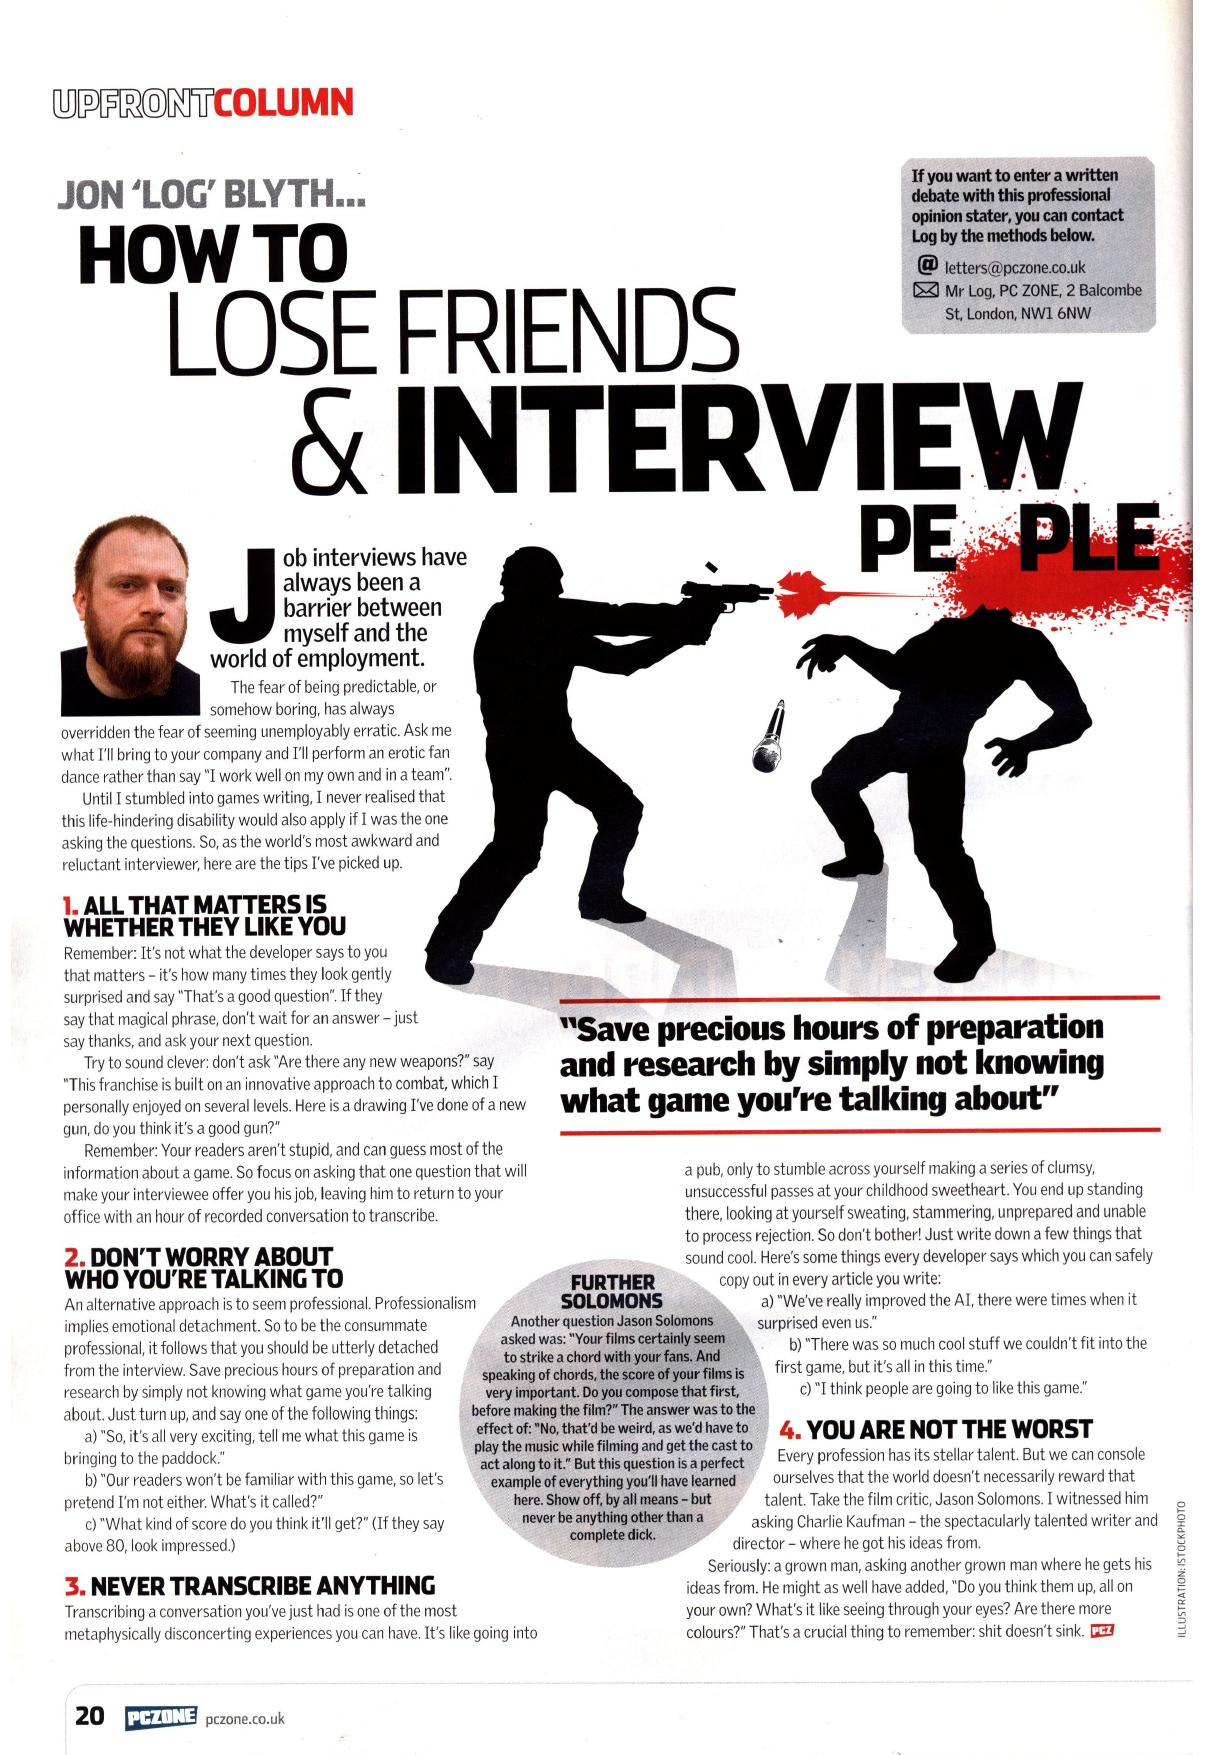 UPFRONTCOLUMN
JON ‘LOG’ BLYTH...
HOW TO
LOSE FRIENDS
& INTERVIEW
PE PLE
If you want to enter a written
debate with this professional
opinion stater, you can contact
Log by the methods below.
@ letters@pczone.co.uk
Mr Log, PC ZONE, 2 Balcombe
St, London, NW1 6NW
Job interviews have
always been a
barrier between
myself and the
world of employment.
The fear of being predictable, or
somehow boring, has always
overridden the fear of seeming unemployably erratic. Ask me
what I'll bring to your company and I'll perform an erotic fan
dance rather than say “I work well on my own and in a team”.
Until I stumbled into games writing, I never realised that
this life-hindering disability would also apply if I was the one
asking the questions. So, as the world's most awkward and
reluctant interviewer, here are the tips I've picked up.
1. ALL THAT MATTERS IS
WHETHER THEY LIKE YOU
Remember: It's not what the developer says to you
that matters – it's how many times they look gently
surprised and say “That's a good question”. If they
say that magical phrase, don't wait for an answer – just
say thanks, and ask your next question.
Try to sound clever: don't ask “Are there any new weapons?” say
“This franchise is built on an innovative approach to combat, which I
personally enjoyed on several levels. Here is a drawing I've done of a new
gun, do you think it's a good gun?”
Remember: Your readers aren't stupid, and can guess most of the
information about a game. So focus on asking that one question that will
make your interviewee offer you his job, leaving him to return to your
office with an hour of recorded conversation to transcribe.
2. DON'T WORRY ABOUT
WHO YOU'RE TALKING TO
An alternative approach is to seem professional. Professionalism
implies emotional detachment. So to be the consummate
professional, it follows that you should be utterly detached
from the interview. Save precious hours of preparation and
research by simply not knowing what game you're talking
about. Just turn up, and say one of the following things:
a) “So, it's all very exciting, tell me what this game is
bringing to the paddock.”
b) “Our readers won't be familiar with this game, so let's
pretend I'm not either. What's it called?”
c) “What kind of score do you think it'll get?” (If they say
above 80, look impressed.)
3. NEVER TRANSCRIBE ANYTHING
Transcribing a conversation you've just had is one of the most
metaphysically disconcerting experiences you can have. It's like going into
“Save precious hours of preparation
and research by simply not knowing
what game you're talking about”
a pub, only to stumble across yourself making a series of clumsy,
unsuccessful passes at your childhood sweetheart. You end up standing
there, looking at yourself sweating, stammering, unprepared and unable
to process rejection. So don't bother! Just write down a few things that
sound cool. Here's some things every developer says which you can safely
copy out in every article you write:
a) “We've really improved the AI, there were times when it
surprised even us.”
b) “There was so much cool stuff we couldn't fit into the
first game, but it's all in this time.”
c) “I think people are going to like this game.”
4. YOU ARE NOT THE WORST
Every profession has its stellar talent. But we can console
ourselves that the world doesn't necessarily reward that
talent. Take the film critic, Jason Solomons. I witnessed him
asking Charlie Kaufman – the spectacularly talented writer and
director – where he got his ideas from.
Seriously: a grown man, asking another grown man where he gets his
ideas from. He might as well have added, “Do you think them up, all on
your own? What's it like seeing through your eyes? Are there more
colours?” That's a crucial thing to remember: shit doesn't sink. PCZ
FURTHER
SOLOMONS
Another question Jason Solomons
asked was: “Your films certainly seem
to strike a chord with your fans. And
speaking of chords, the score of your films is
very important. Do you compose that first,
before making the film?” The answer was to the
effect of: “No, that'd be weird, as we'd have to
play the music while filming and get the cast to
act along to it.” But this question is a perfect
example of everything you'll have learned
here. Show off, by all means – but
never be anything other than a
complete dick.
ILLUSTRATION: ISTOCKPHOTO
20 PCZONE pczone.co.uk